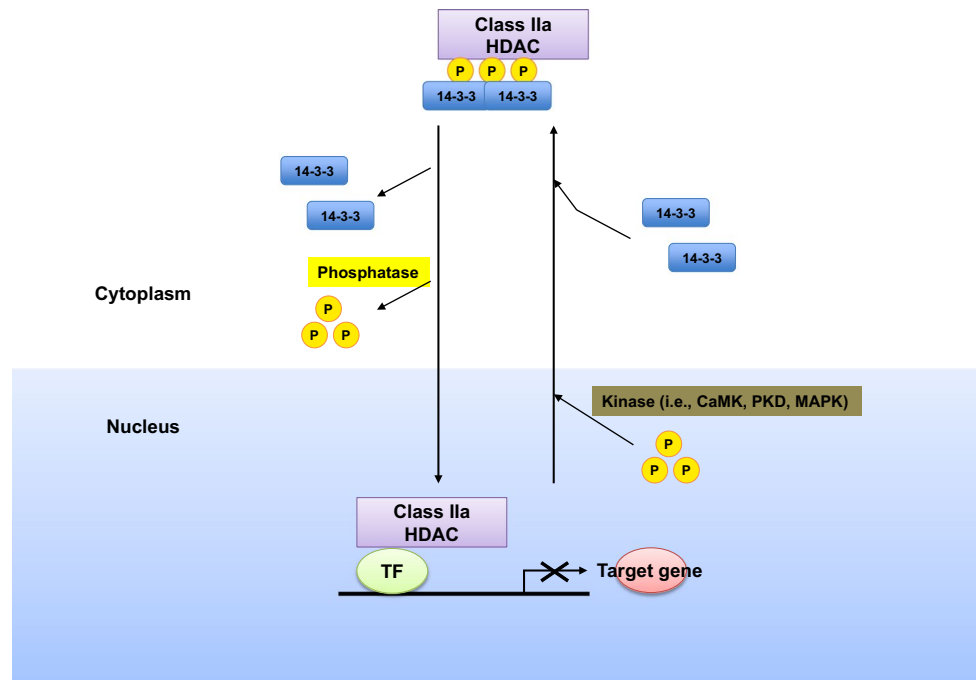 Class IIa
HDAC
P P P
14-3-3 14-3-3
14-3-3
14-3-3
14-3-3
14-3-3
Phosphatase
Cytoplasm
P
P P
Kinase (i.e., CaMK, PKD, MAPK)
Nucleus
P
P P
Class IIa
HDAC
TF
Target gene